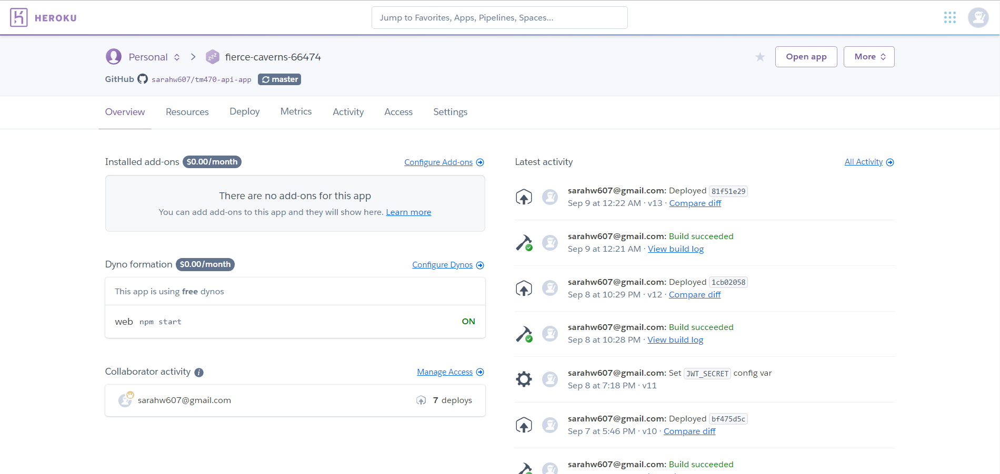 HEROKU
Jump to Favorites, Apps, Pipelines, Spaces...
Personal
zzz
fierce-caverns-66474
Open app
More
GitHub sarahw607/tm470-api-app master
Overview Resources Deploy Metrics Activity Access Settings
Installed add-ons $0.00/month
Configure Add-ons
There are no add-ons for this app
You can add add-ons to this app and they will show here. Learn more
Dyno formation $0.00/month
Configure Dynos
This app is using free dynos
web npm start
ON
Collaborator activity i
Manage Access
sarahw607@gmail.com
7 deploys
Latest activity
All Activity
sarahw607@gmail.com: Deployed 81f51e29
Sep 9 at 12:22 AM · v13 · Compare diff
sarahw607@gmail.com: Build succeeded
Sep 9 at 12:21 AM · View build log
sarahw607@gmail.com: Deployed 1cb02058
Sep 8 at 10:29 PM · v12 · Compare diff
sarahw607@gmail.com: Build succeeded
Sep 8 at 10:28 PM · View build log
sarahw607@gmail.com: Set JWT_SECRET config var
Sep 8 at 7:18 PM · v11
sarahw607@gmail.com: Deployed bf475d5c
Sep 7 at 5:46 PM · v10 · Compare diff
sarahw607@gmail.com: Build succeeded